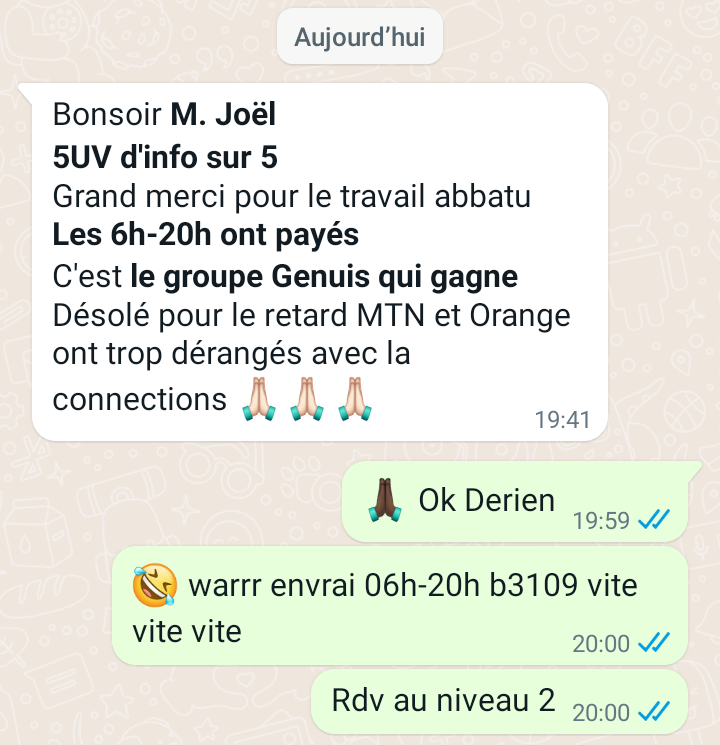 Aujourd'hui
Bonsoir M. Joël
5UV d'info sur 5
Grand merci pour le travail abbatu
Les 6h-20h ont payés
C'est le groupe Genuis qui gagne
Désolé pour le retard MTN et Orange
ont trop dérangés avec la
connections 🙏🏻 🙏🏻 🙏🏻
19:41
🙏🏿 Ok Derien
19:59
🤣 warrr envrai 06h-20h b3109 vite
vite vite
20:00
Rdv au niveau 2
20:00